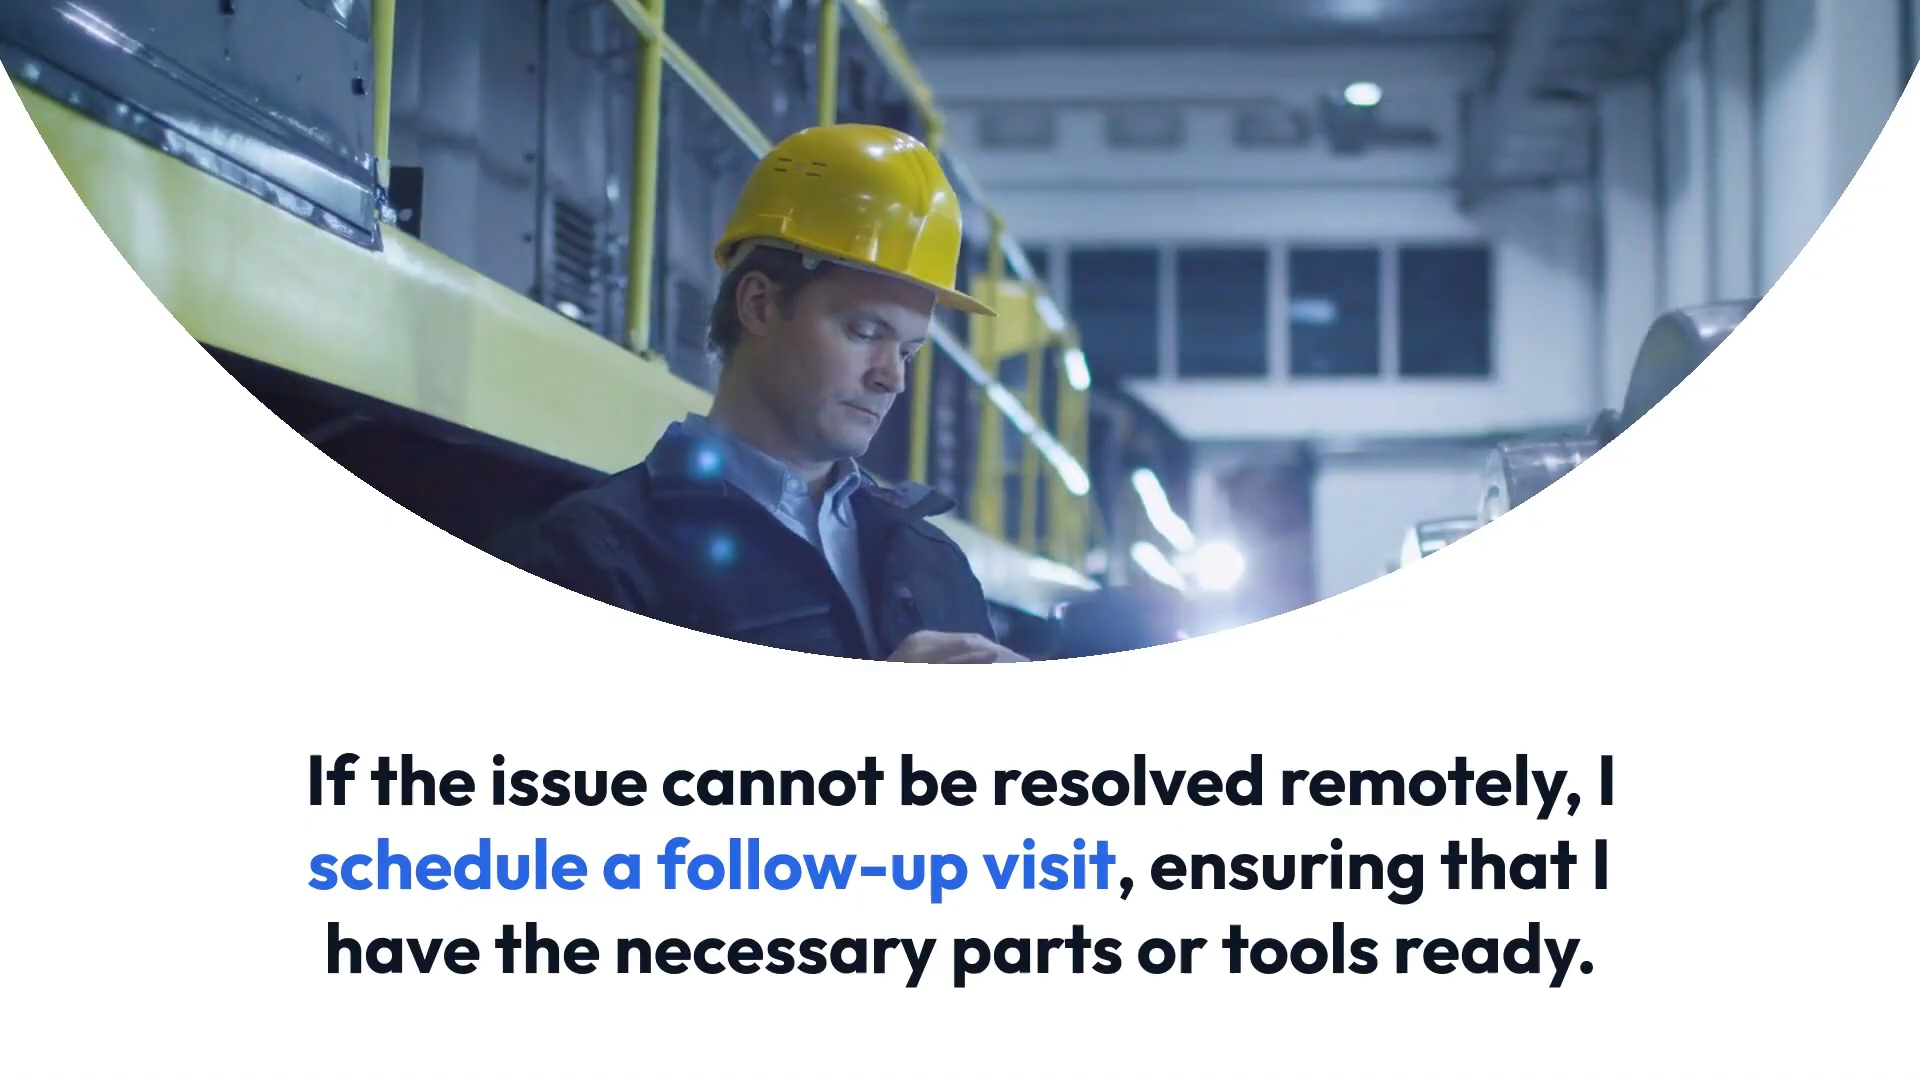 If the issue cannot be resolved remotely, I
schedule a follow-up visit, ensuring that I
have the necessary parts or tools ready.